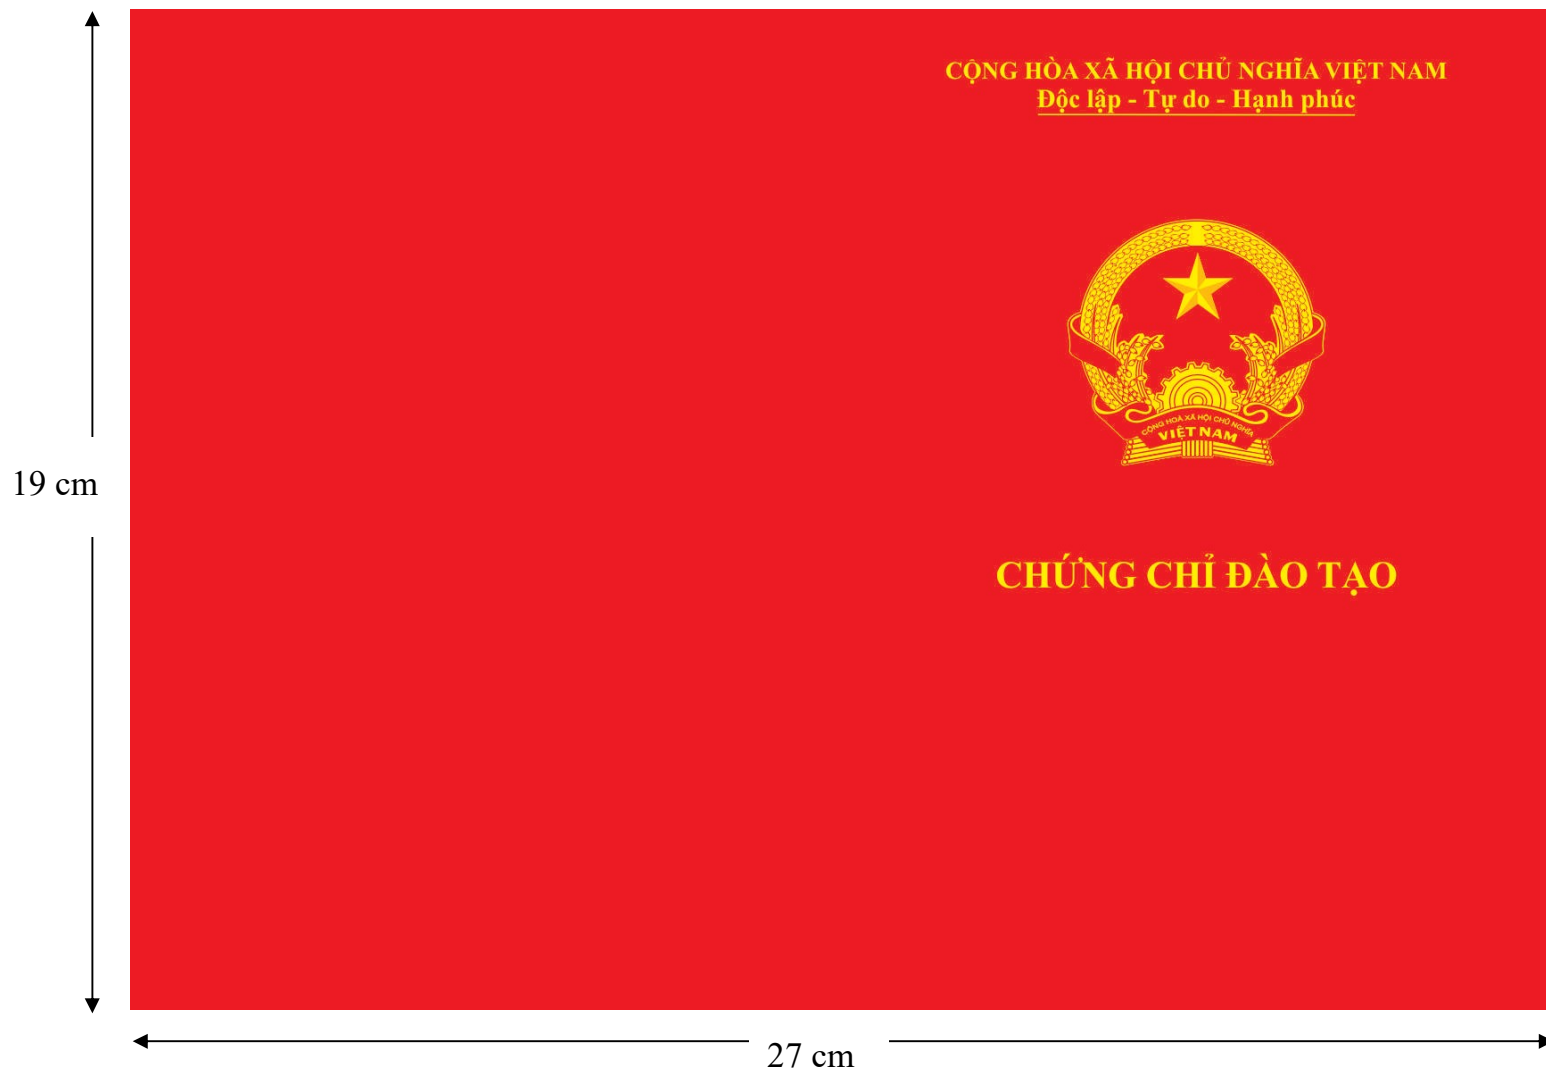 CỘNG HÒA XÃ HỘI CHỦ NGHĨA VIỆT NAM
Độc lập - Tự do - Hạnh phúc
CỘNG HOÀ XÃ HỘI CHỦ NGHĨA
VIỆT NAM
19 cm
CHỨNG CHỈ ĐÀO TẠO
27 cm